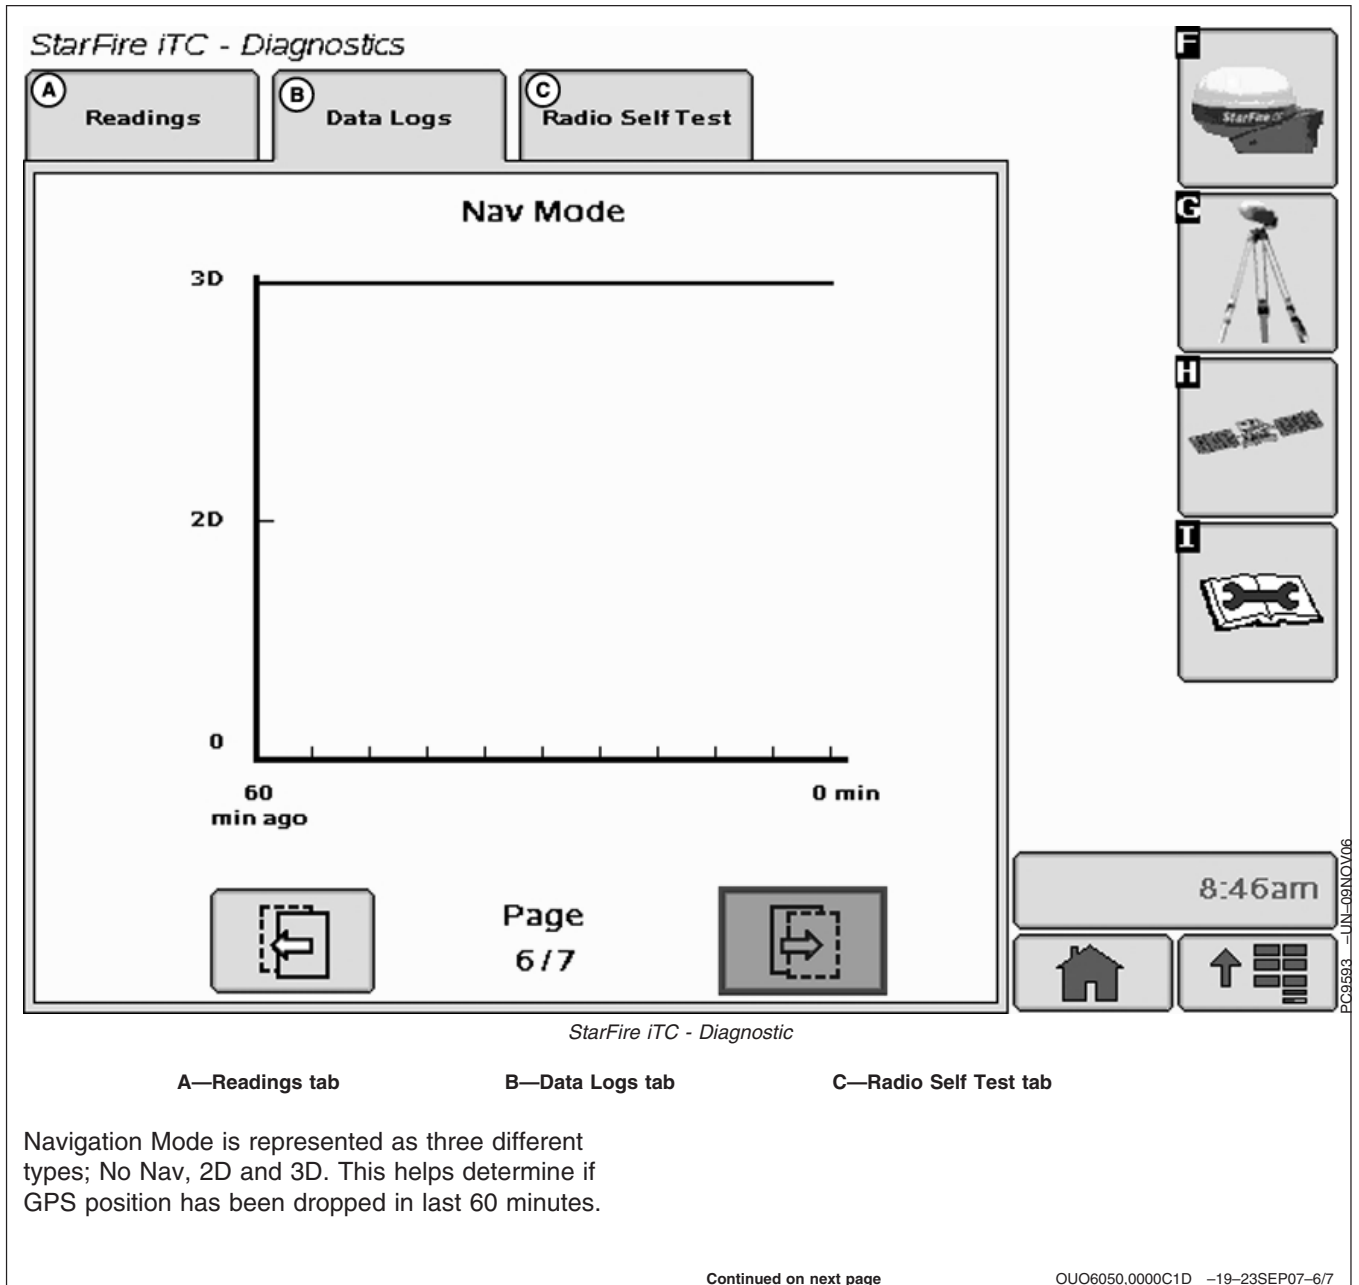 StarFire iTC - Diagnostics
A Readings
B Data Logs
C Radio Self Test
F
StarFire
G
H
I
Nav Mode
3D
2D
0
60
min ago
0 min
Page
6/7
8:46am
PC9593 –UN–09NOV06
StarFire iTC - Diagnostic
A—Readings tab B—Data Logs tab C—Radio Self Test tab
Navigation Mode is represented as three different
types; No Nav, 2D and 3D. This helps determine if
GPS position has been dropped in last 60 minutes.
Continued on next page OUO6050,0000C1D –19–23SEP07–6/7